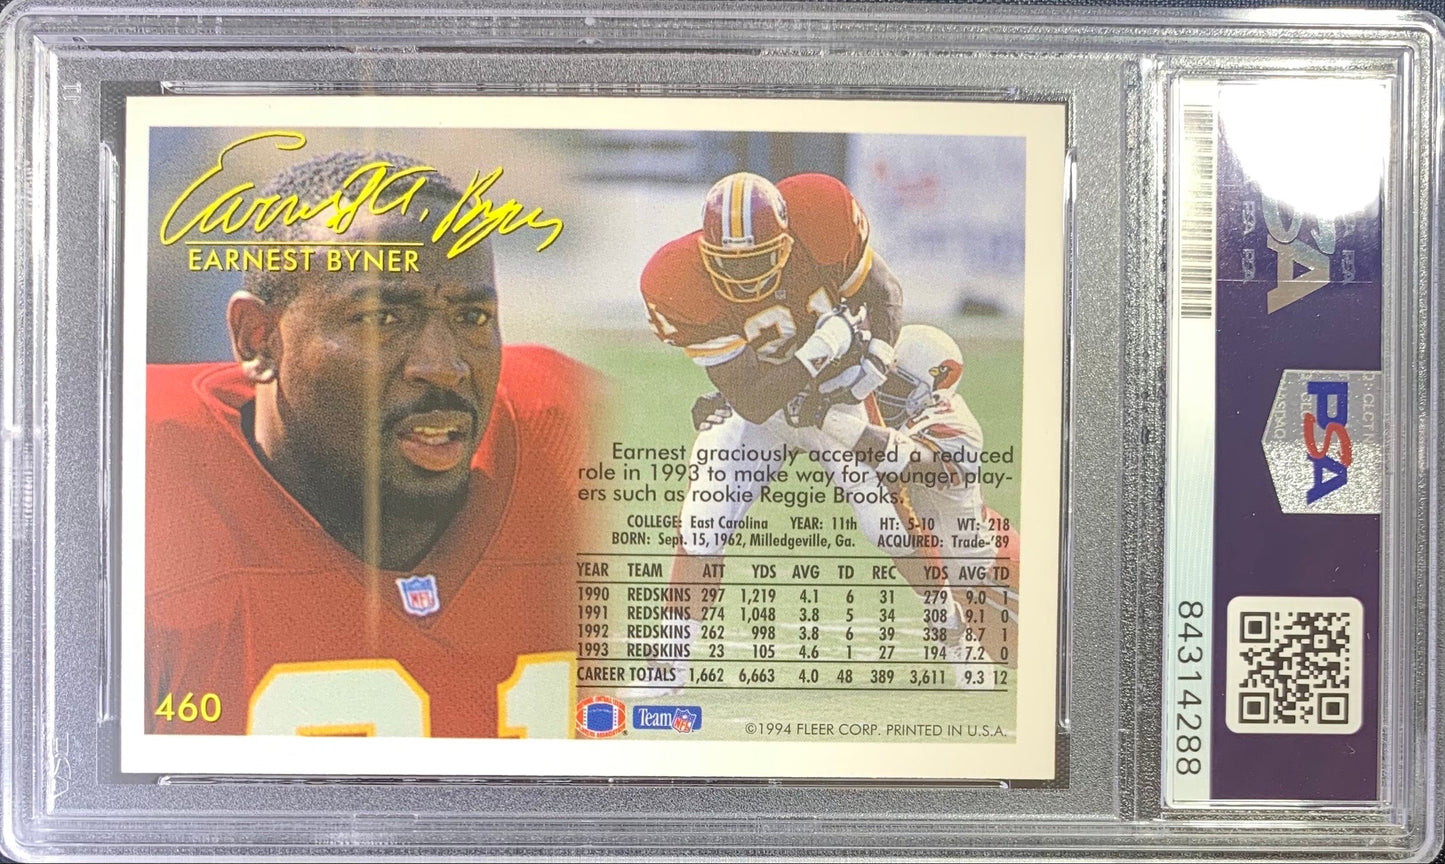 Earnest A. Byner
EARNEST BYNER
Earnest graciously accepted a reduced
role in 1993 to make way for younger play-
ers such as rookie Reggie Brooks.
COLLEGE: East Carolina YEAR: 11th HT: 5-10 WT: 218
BORN: Sept. 15, 1962, Milledgeville, Ga. ACQUIRED: Trade-'89
YEAR TEAM ATT YDS AVG TD REC YDS AVG TD
1990 REDSKINS 297 1,219 4.1 6 31 279 9.0 1
1991 REDSKINS 274 1,048 3.8 5 34 308 9.1 0
1992 REDSKINS 262 998 3.8 6 39 338 8.7 1
1993 REDSKINS 23 105 4.6 1 27 194 7.2 0
CAREER TOTALS 1,662 6,663 4.0 48 389 3,611 9.3 12
460
Team NFL
©1994 FLEER CORP. PRINTED IN U.S.A.
NFL
21
21
PSA
84314288